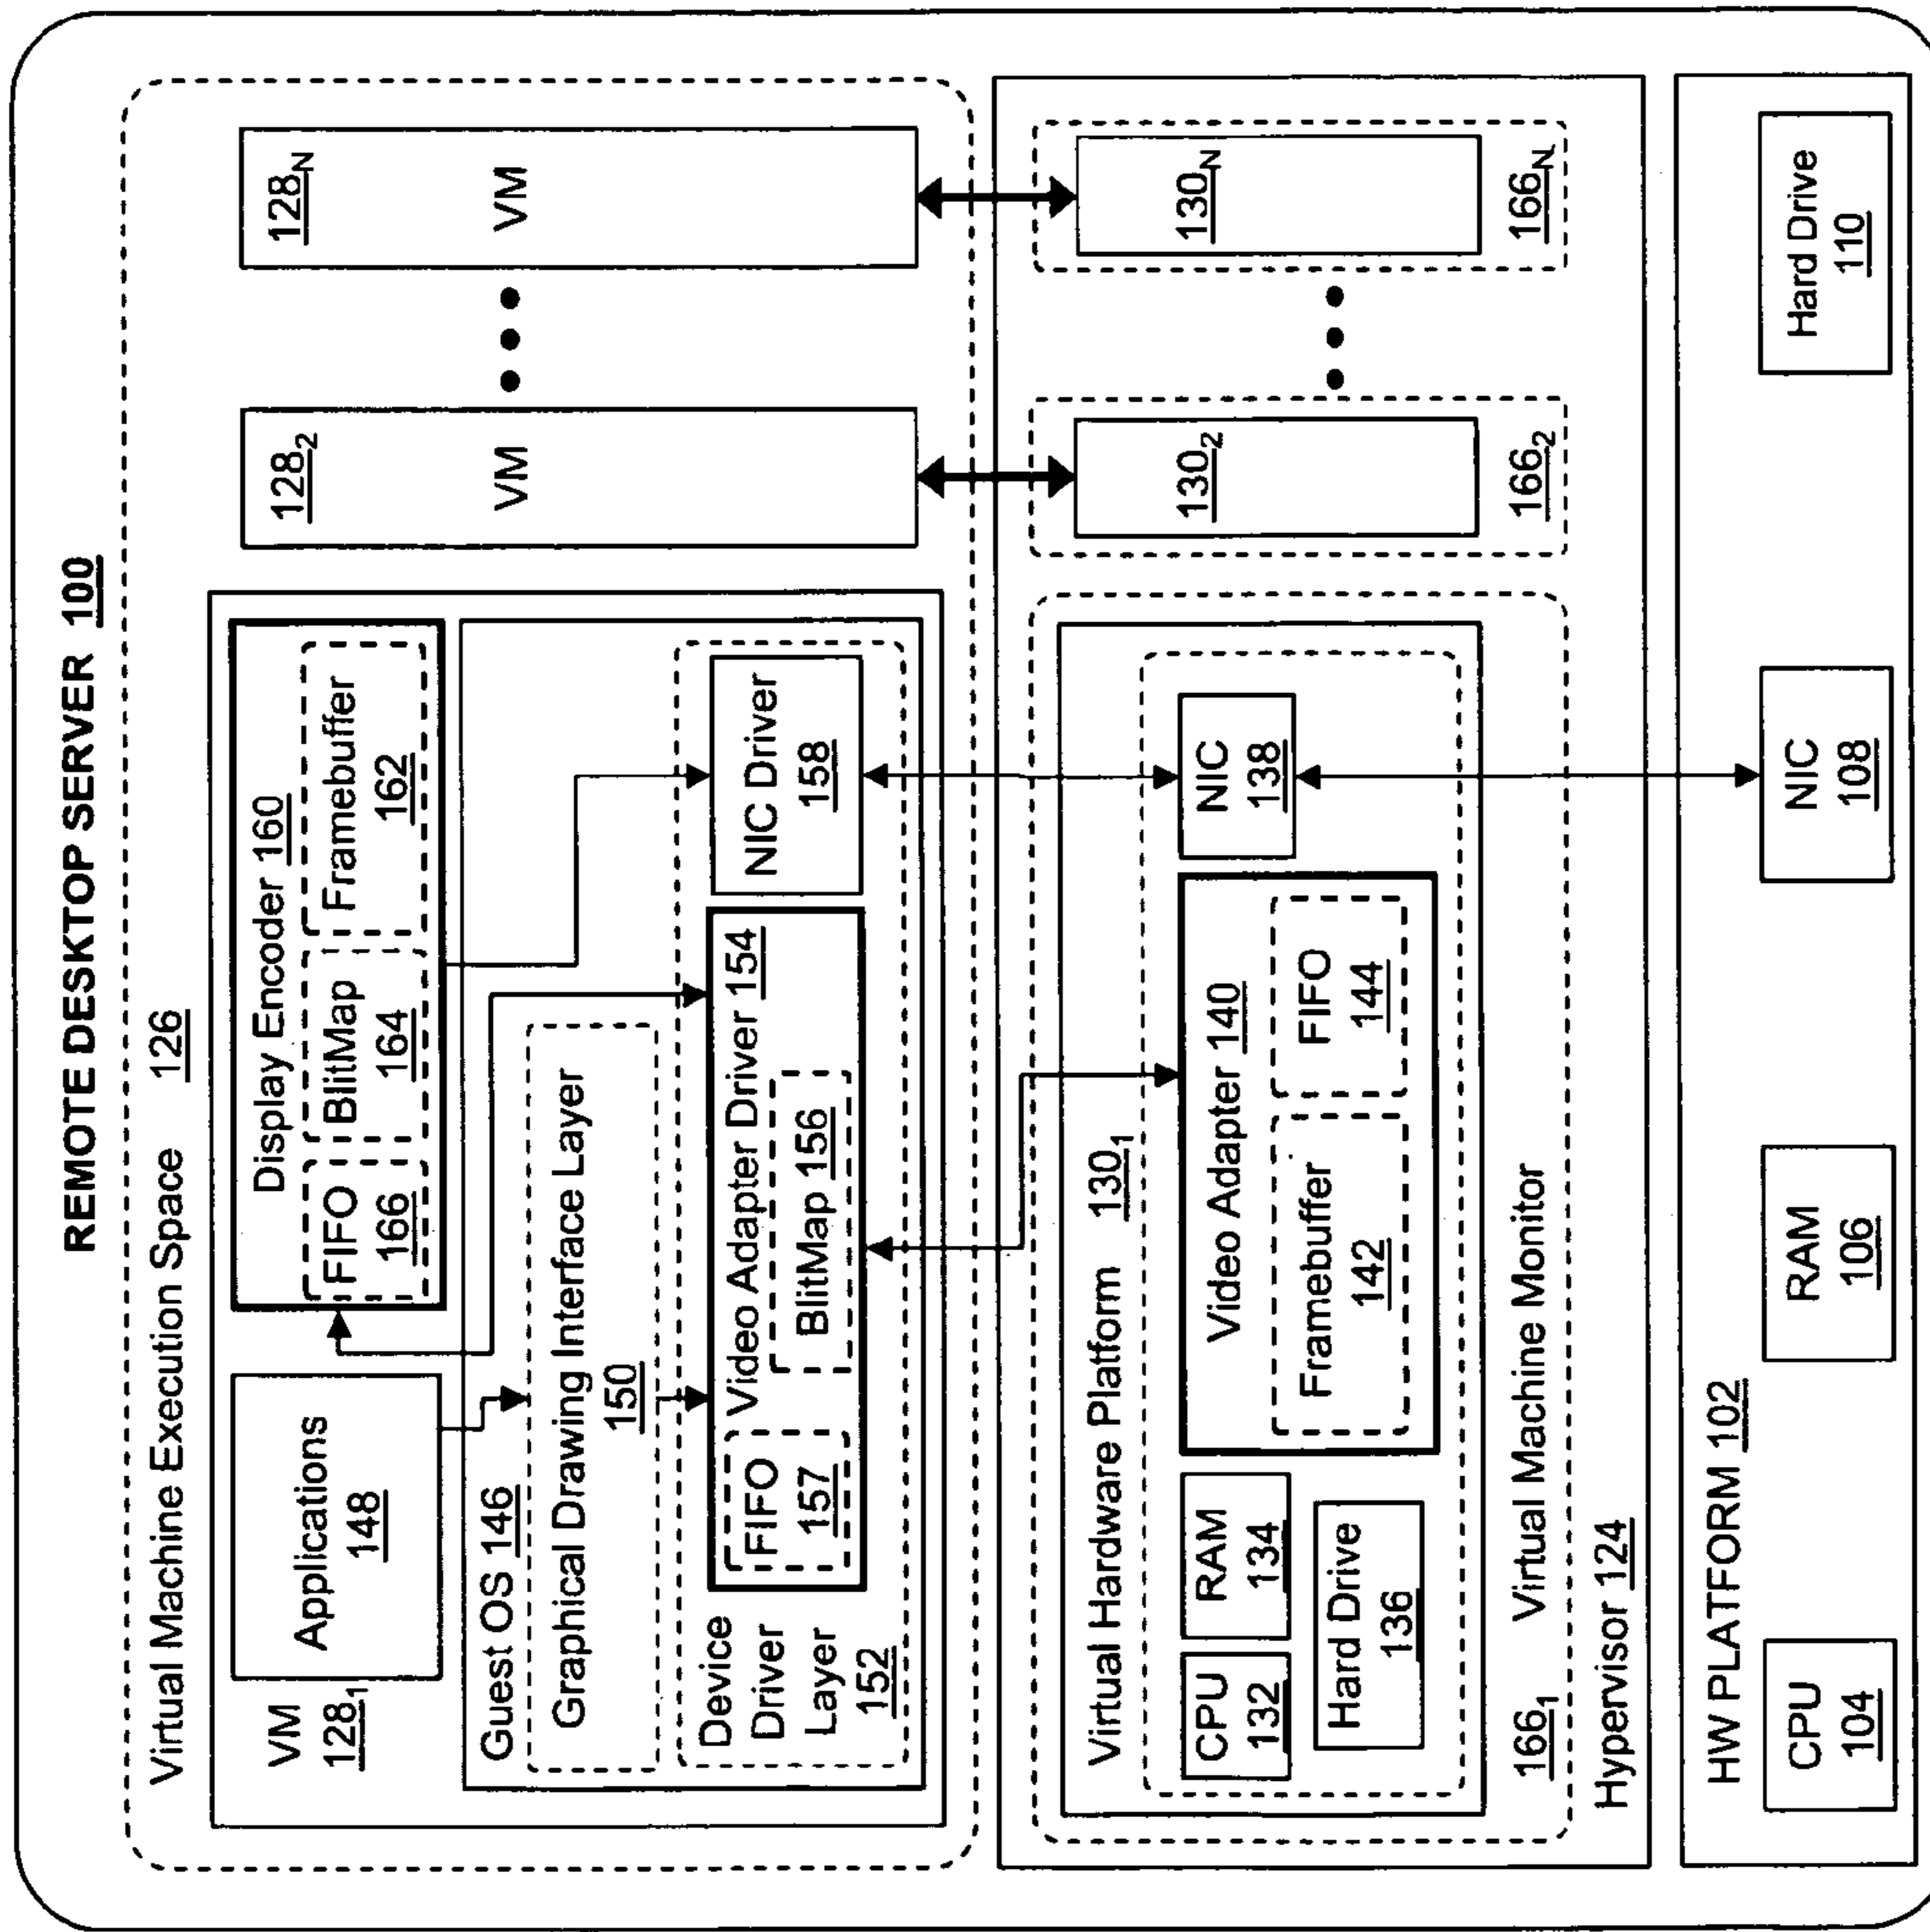 REMOTE DESKTOP SERVER 100
Virtual Machine Execution Space 126
VM
128₁
Applications
148
Display Encoder 160
FIFO
166
BlitMap
164
Framebuffer
162
Guest OS 146
Graphical Drawing Interface Layer
150
Device
Driver
Layer
152
Video Adapter Driver 154
FIFO
157
BlitMap 156
NIC Driver
158
128₂
VM
128N
VM
Virtual Hardware Platform 130₁
CPU
132
RAM
134
Hard Drive
136
Video Adapter 140
Framebuffer
142
FIFO
144
NIC
138
166₁ Virtual Machine Monitor
130₂
166₂
130N
166N
Hypervisor 124
HW PLATFORM 102
CPU
104
RAM
106
NIC
108
Hard Drive
110